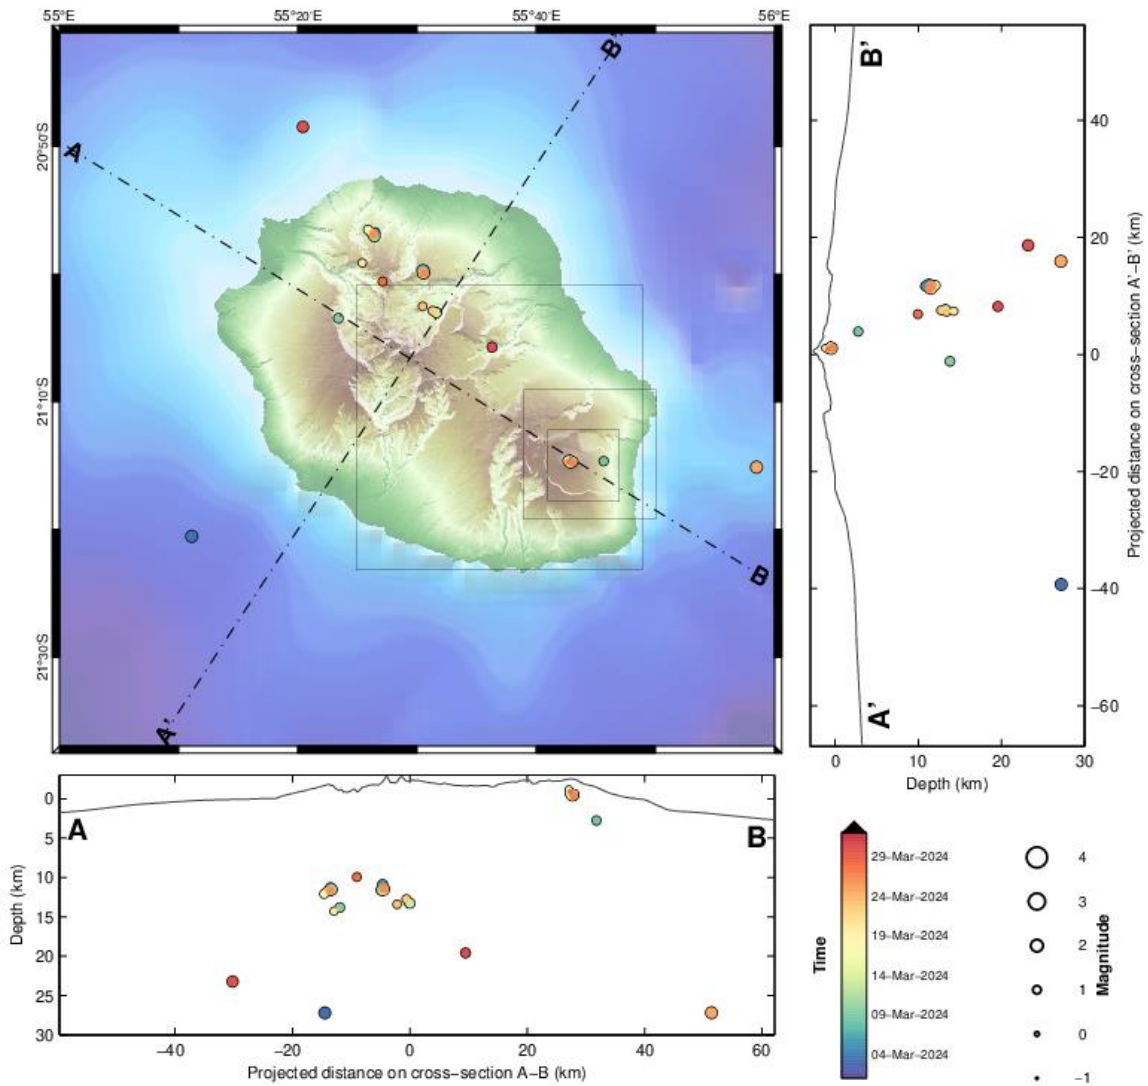 55°E 55°20'E 55°40'E 56°E
20°50'S
21°10'S
21°30'S
A
B'
B
A'
B'
A'
40
20
0
−20
−40
−60
Projected distance on cross−section A'−B' (km)
0 10 20 30
Depth (km)
0
5
10
15
20
25
30
Depth (km)
A
B
−40 −20 0 20 40 60
Projected distance on cross−section A−B (km)
Time
29−Mar−2024
24−Mar−2024
19−Mar−2024
14−Mar−2024
09−Mar−2024
04−Mar−2024
4
3
2
1
0
−1
Magnitude